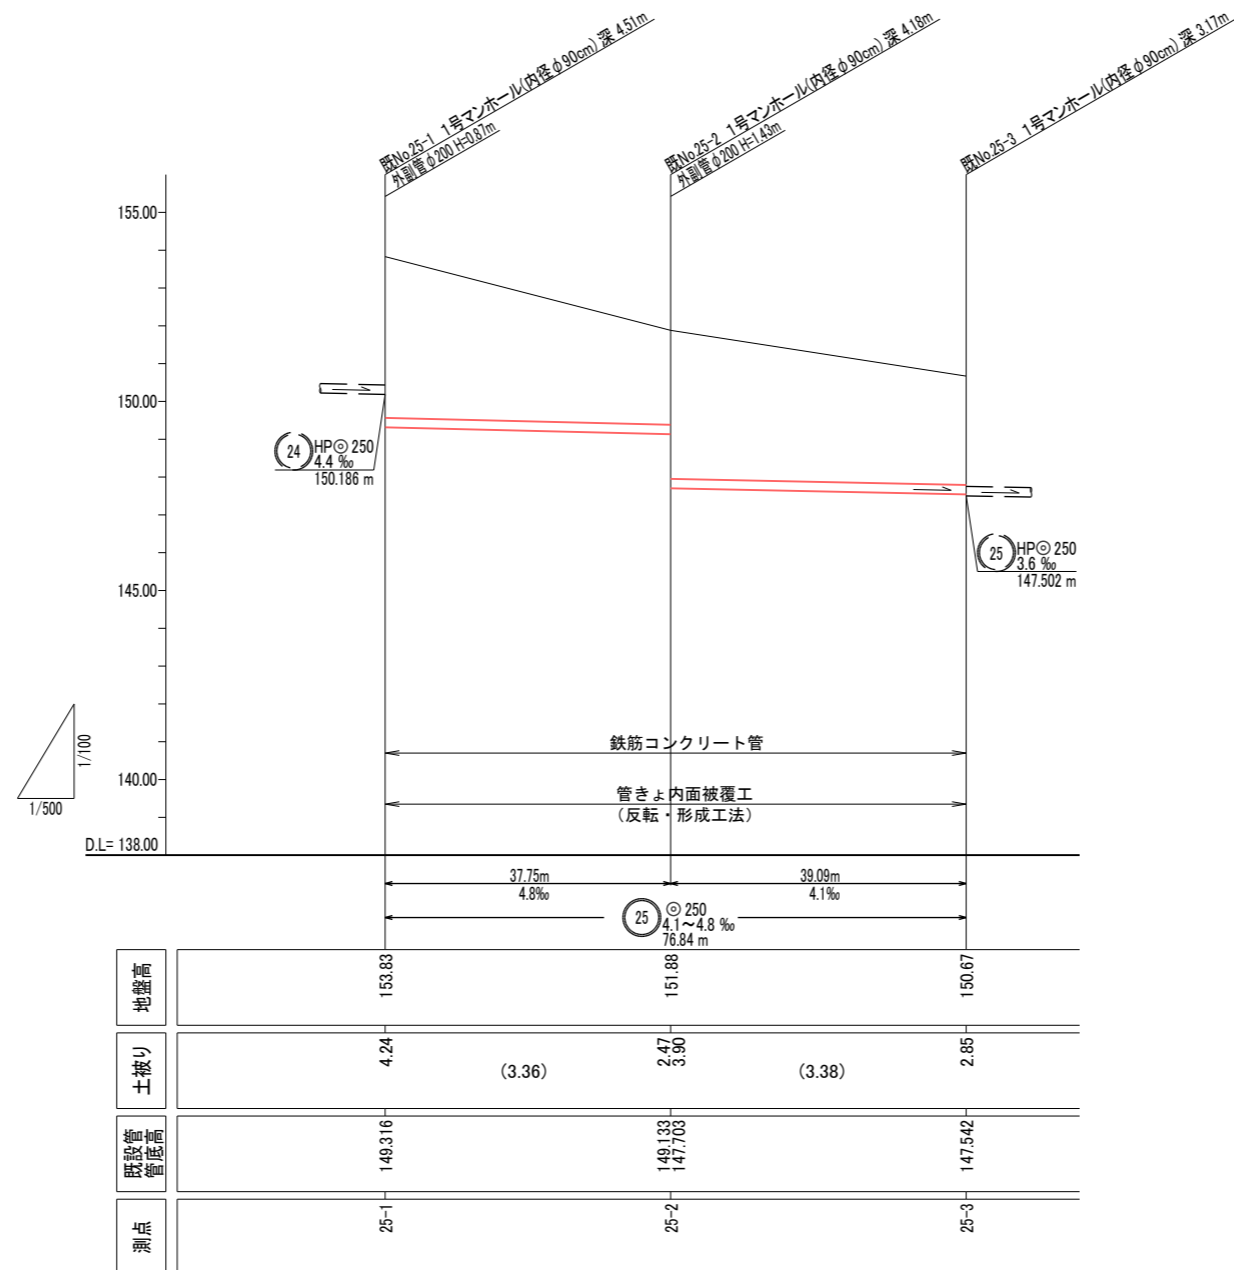 既No.25-1 1号マンホール(内径φ90cm) 深 4.51m
外副管φ200 H=0.87m
既No.25-2 1号マンホール(内径φ90cm) 深 4.18m
外副管φ200 H=1.43m
既No.25-3 1号マンホール(内径φ90cm) 深 3.17m
155.00
150.00
24 HP◎ 250
4.4 ‰
150.186 m
145.00
25 HP◎ 250
3.6 ‰
147.502 m
140.00
1/100
1/500
鉄筋コンクリート管
管きょ内面被覆工
(反転・形成工法)
D.L= 138.00
37.75m
4.8‰
39.09m
4.1‰
25 ◎ 250
4.1～4.8 ‰
76.84 m
地盤高
153.83
151.88
150.67
土被り
4.24
(3.36)
2.47
3.90
(3.38)
2.85
既設管
管底高
149.316
149.133
147.703
147.542
測点
25-1
25-2
25-3